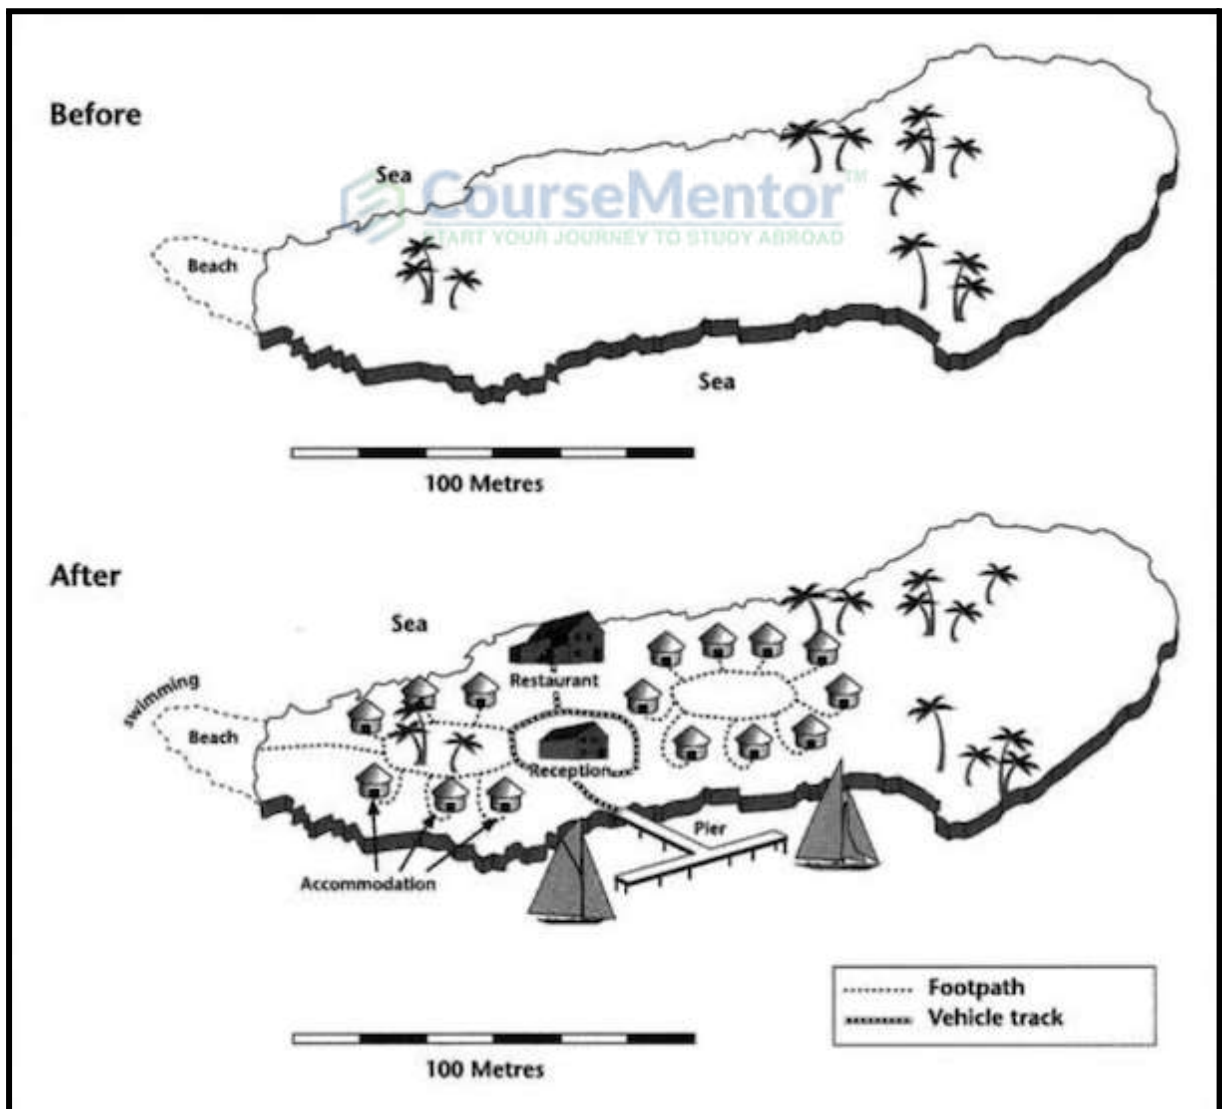 Before
Sea
CourseMentor™
START YOUR JOURNEY TO STUDY ABROAD
Beach
Sea
100 Metres
After
Sea
swimming
Restaurant
Beach
Reception
Pier
Accommodation
Footpath
Vehicle track
100 Metres